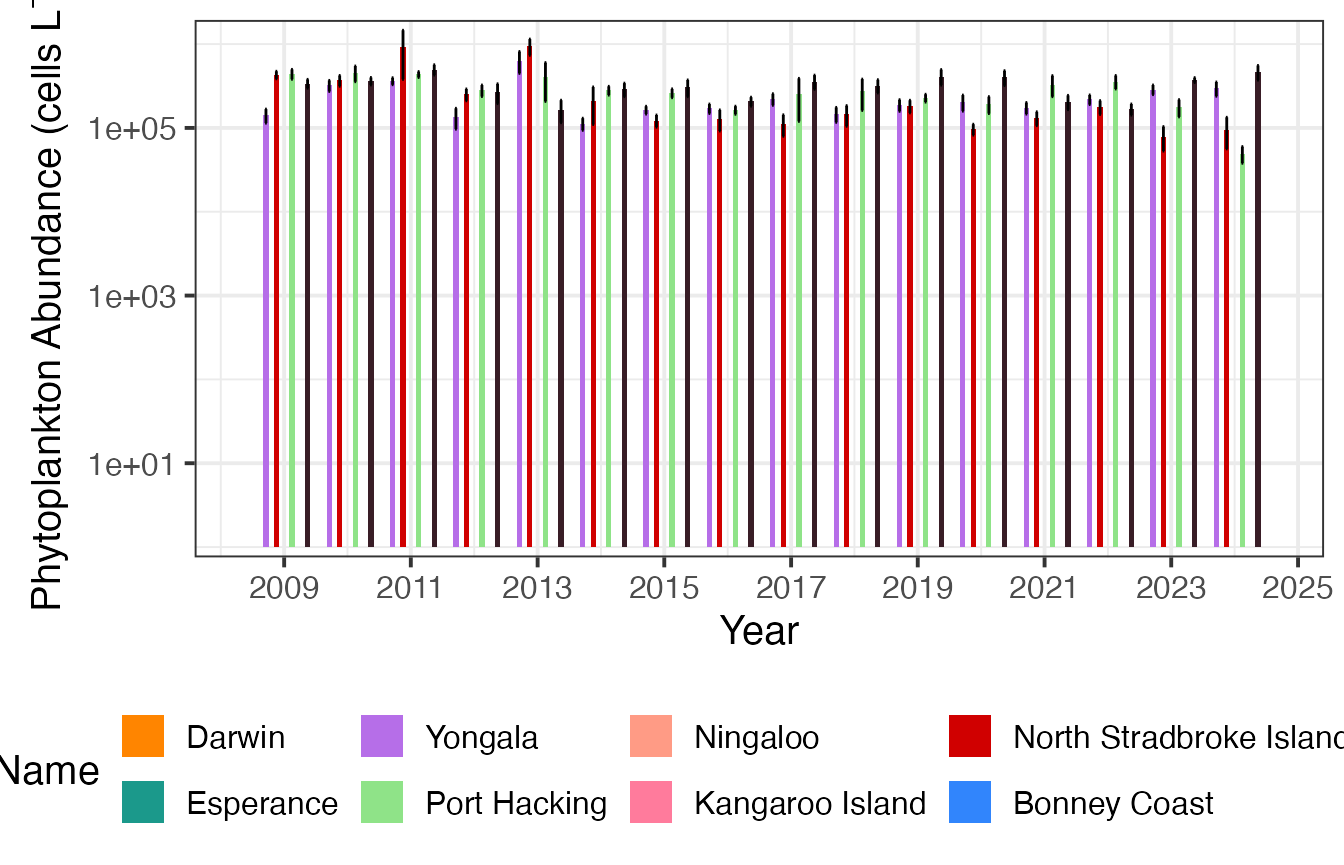 Phytoplankton Abundance (cells L
1e+05
1e+03
1e+01
2009 2011 2013 2015 2017 2019 2021 2023 2025
Year
Name
Darwin Yongala Ningaloo North Stradbroke Island
Esperance Port Hacking Kangaroo Island Bonney Coast